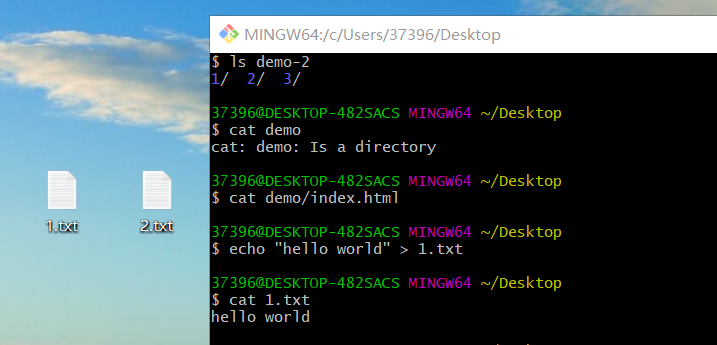 MINGW64:/c/Users/37396/Desktop
$ ls demo-2
1/ 2/ 3/
37396@DESKTOP-482SACS MINGW64 ~/Desktop
$ cat demo
cat: demo: Is a directory
37396@DESKTOP-482SACS MINGW64 ~/Desktop
$ cat demo/index.html
37396@DESKTOP-482SACS MINGW64 ~/Desktop
$ echo "hello world" > 1.txt
37396@DESKTOP-482SACS MINGW64 ~/Desktop
$ cat 1.txt
hello world
1.txt
2.txt